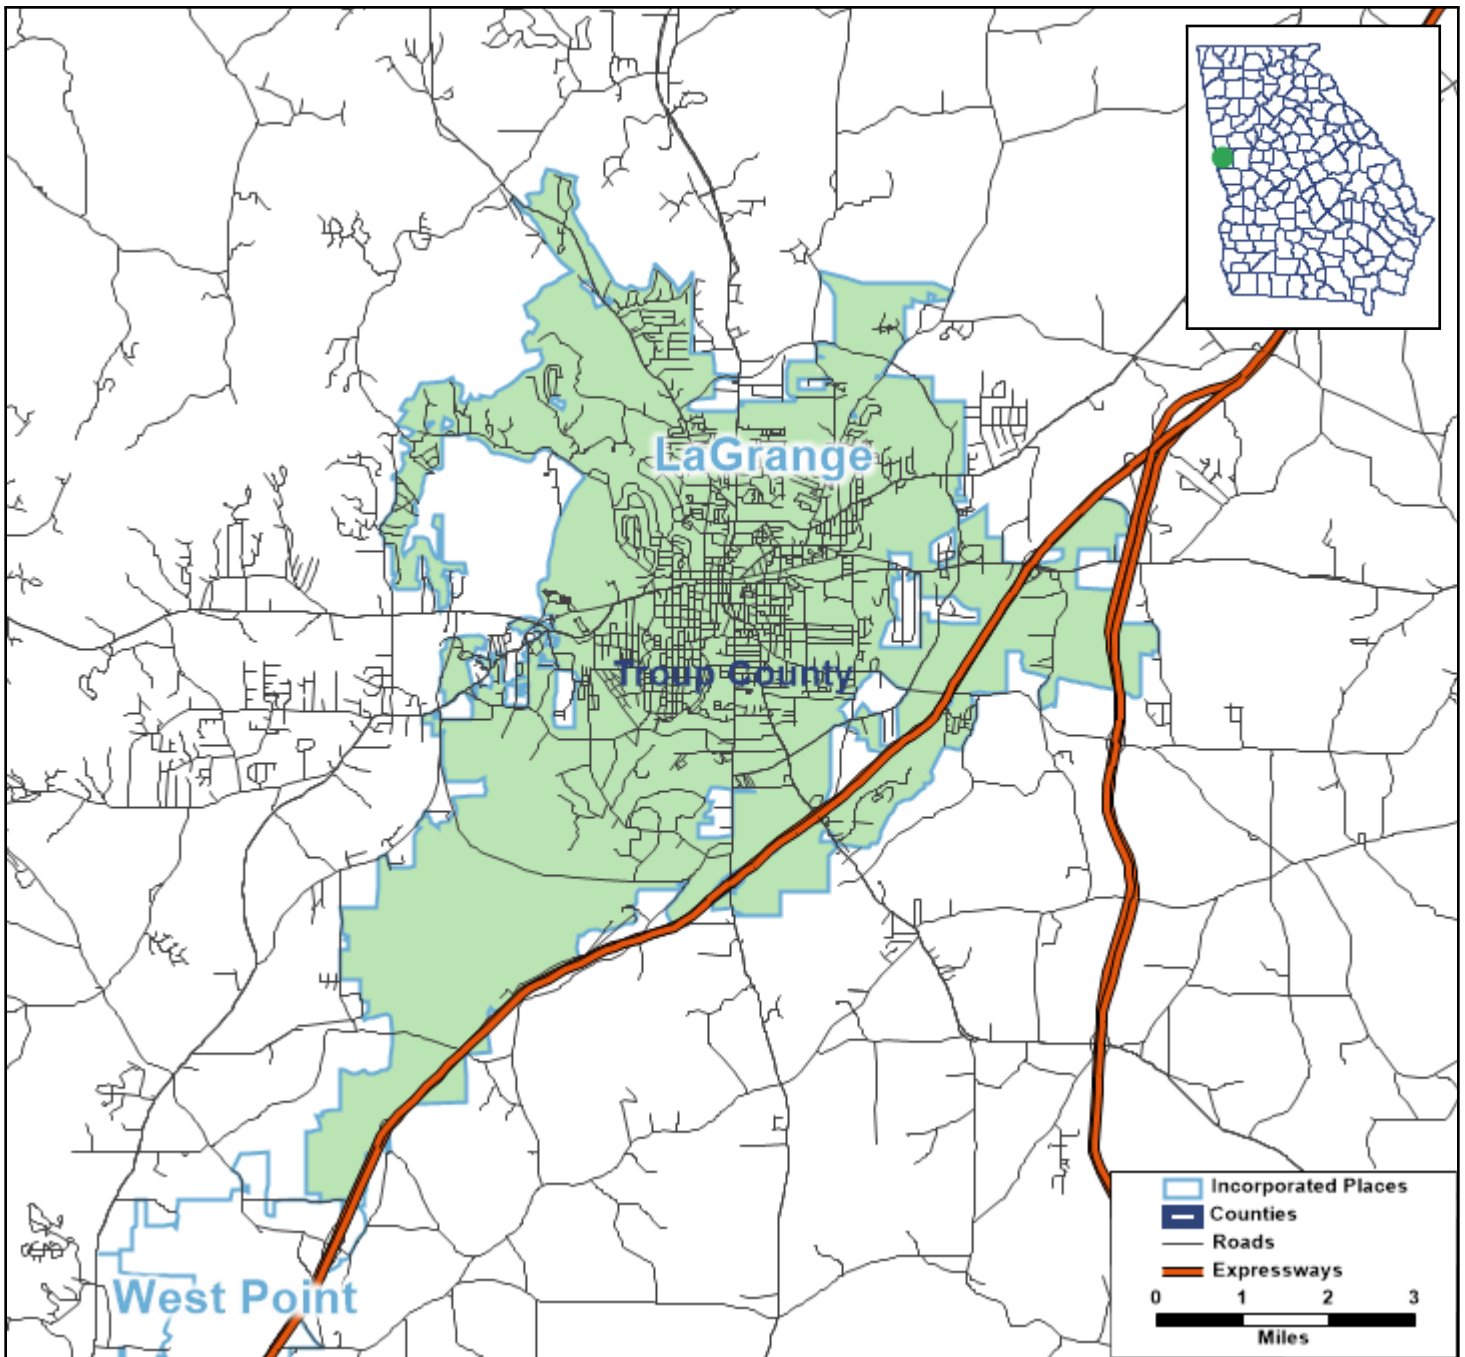 LaGrange
Troup County
West Point
Incorporated Places
Counties
Roads
Expressways
0 1 2 3
Miles